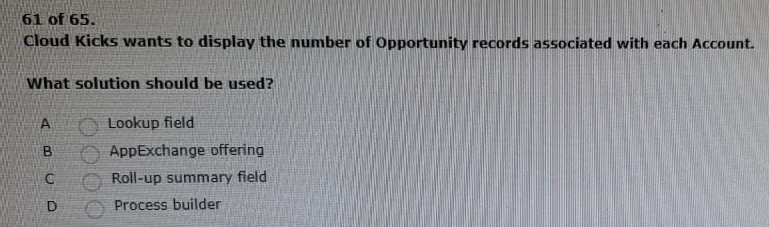 61 of 65.
Cloud Kicks wants to display the number of Opportunity records associated with each Account.
What solution should be used?
A Lookup field
B AppExchange offering
C Roll-up summary field
D Process builder